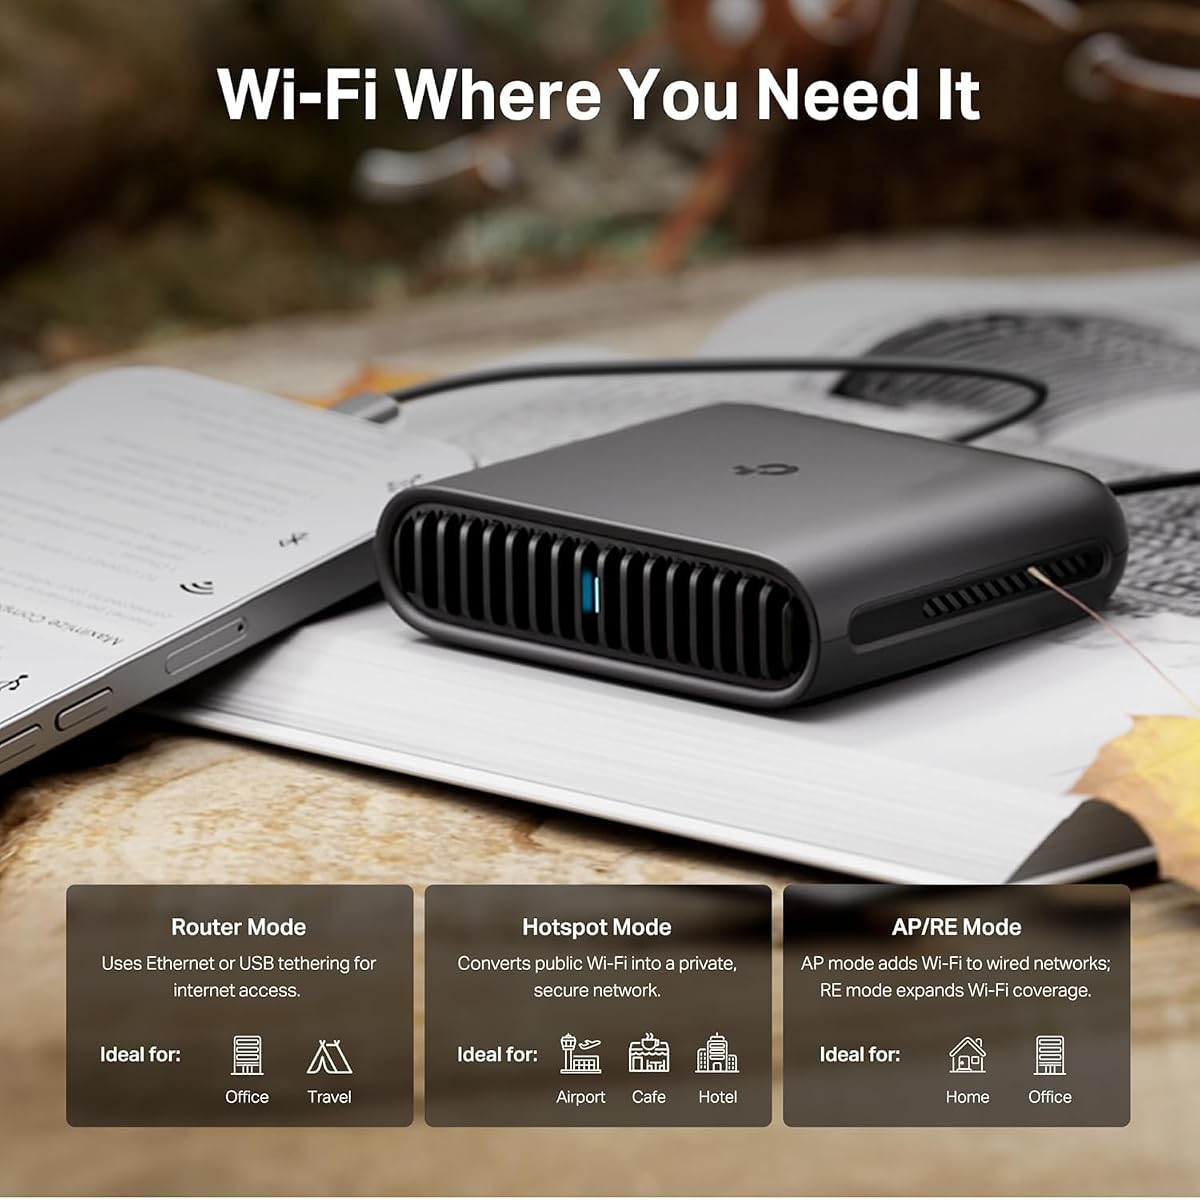 Wi-Fi Where You Need It
Maximize Comp
Router Mode
Uses Ethernet or USB tethering for
internet access.
Ideal for:
Office
Travel
Hotspot Mode
Converts public Wi-Fi into a private,
secure network.
Ideal for:
Airport
Cafe
Hotel
AP/RE Mode
AP mode adds Wi-Fi to wired networks;
RE mode expands Wi-Fi coverage.
Ideal for:
Home
Office